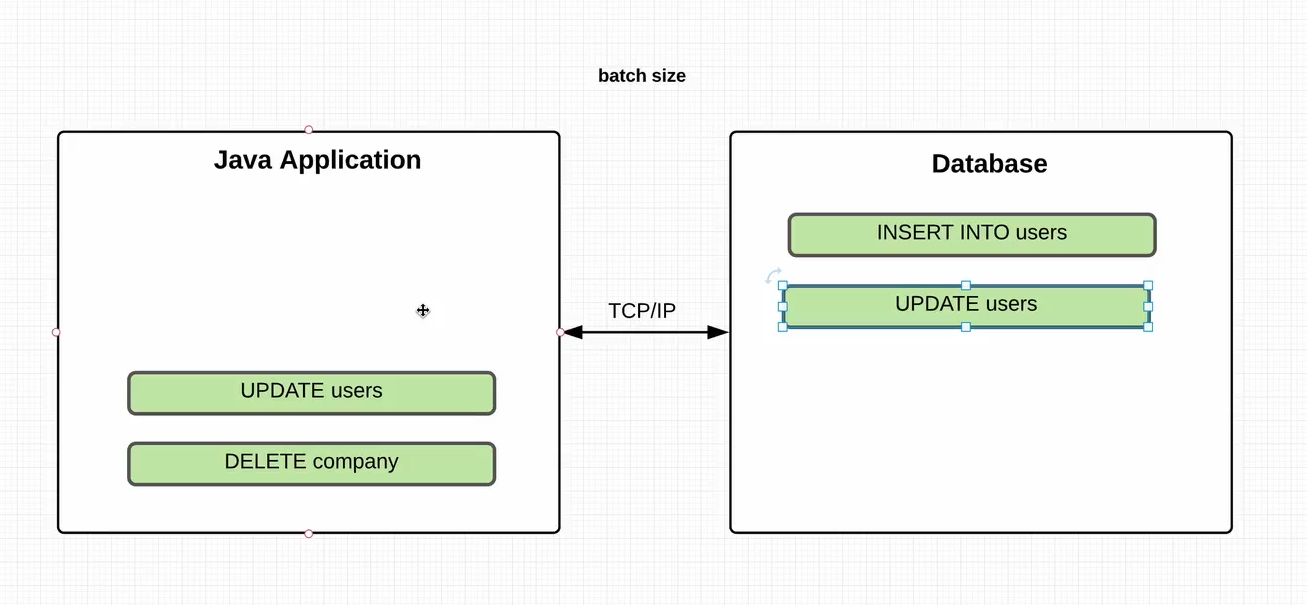 batch size
Java Application
Database
INSERT INTO users
UPDATE users
TCP/IP
UPDATE users
DELETE company